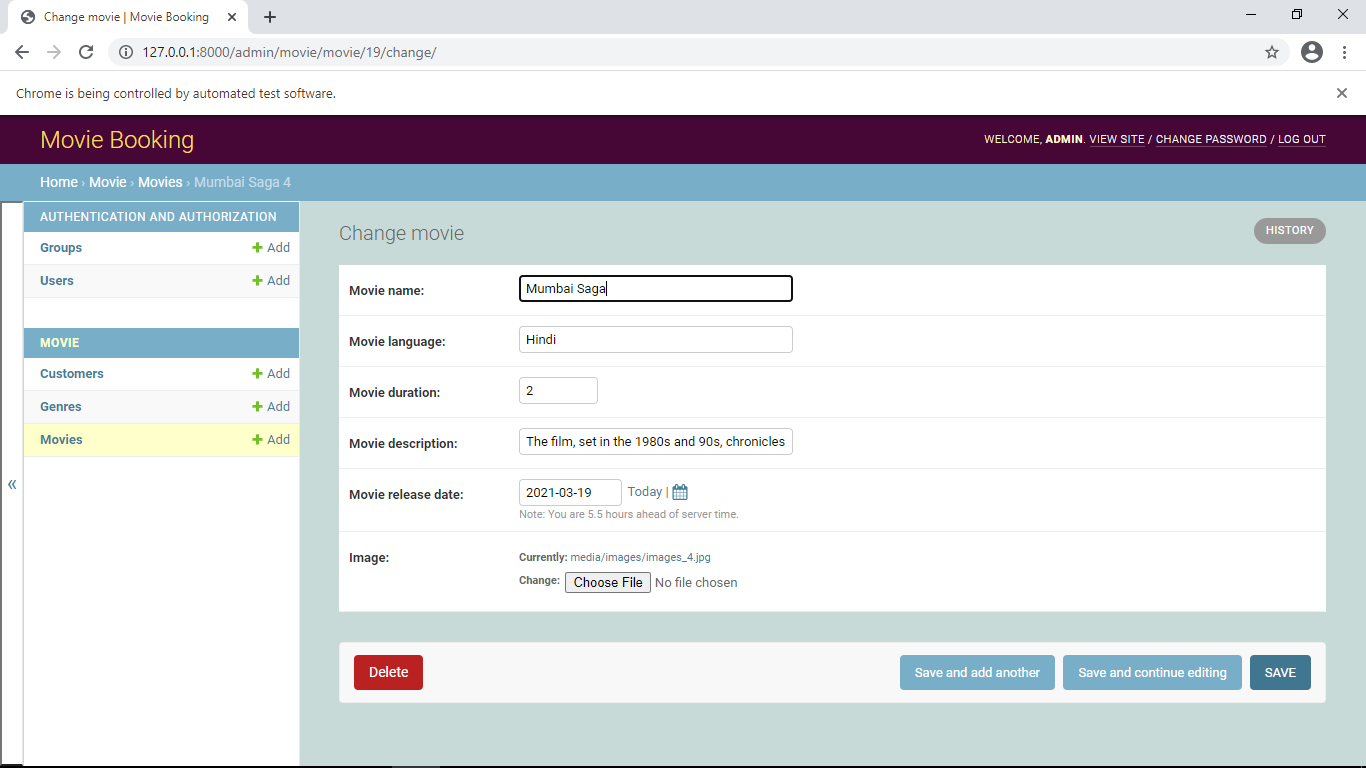 Change movie | Movie Booking
127.0.0.1:8000/admin/movie/movie/19/change/
Chrome is being controlled by automated test software.
Movie Booking
WELCOME, ADMIN. VIEW SITE / CHANGE PASSWORD / LOG OUT
Home › Movie › Movies › Mumbai Saga 4
AUTHENTICATION AND AUTHORIZATION
Groups + Add
Users + Add
MOVIE
Customers + Add
Genres + Add
Movies + Add
«
Change movie
HISTORY
Movie name: Mumbai Saga
Movie language: Hindi
Movie duration: 2
Movie description: The film, set in the 1980s and 90s, chronicles
Movie release date: 2021-03-19 Today |
Note: You are 5.5 hours ahead of server time.
Image: Currently: media/images/images_4.jpg
Change: Choose File No file chosen
Delete
Save and add another
Save and continue editing
SAVE